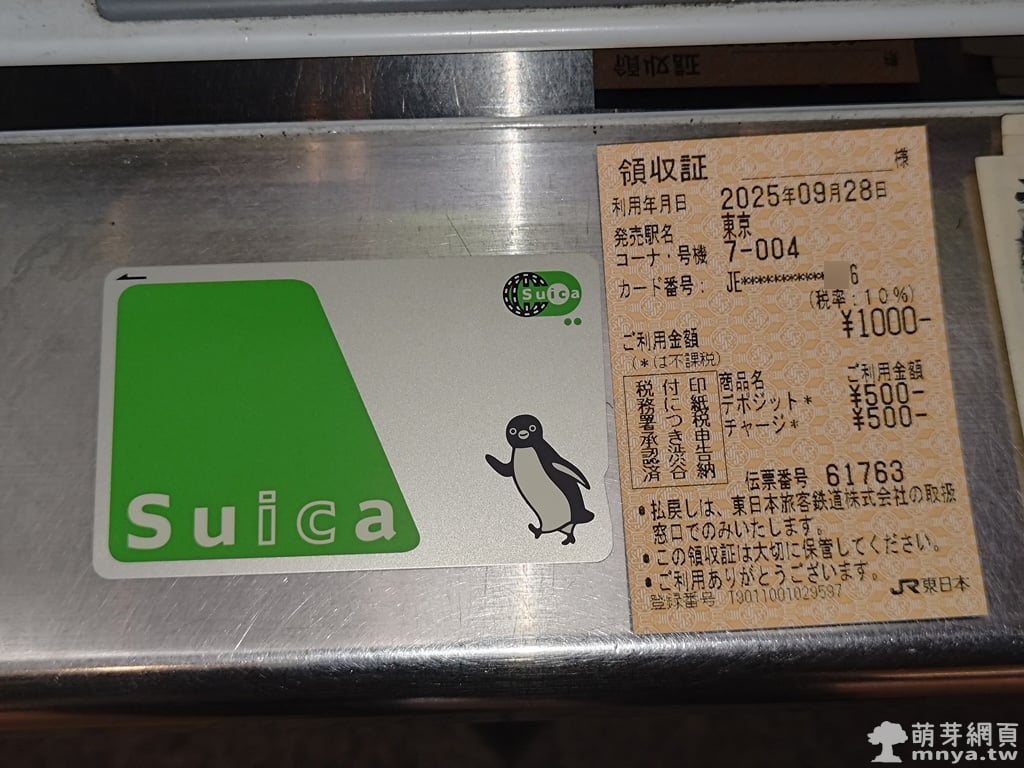 Suica
Suica
領収証
様
利用年月日 2025年09月28日
発売駅名 東京
コーナ・号機 7-004
カード番号: JE**********6
(税率:10%)
¥1000-
ご利用金額
(*は不課税)
印紙税申告納
付につき渋谷
税務署承認済
商品名 ご利用金額
デポジット* ¥500-
チャージ* ¥500-
伝票番号 61763
•払戻しは、東日本旅客鉄道株式会社の取扱
窓口でのみいたします。
•この領収証は大切に保管してください。
•ご利用ありがとうございます。
登録番号 T9011001029597
JR東日本
萌芽網頁
mnya.tw